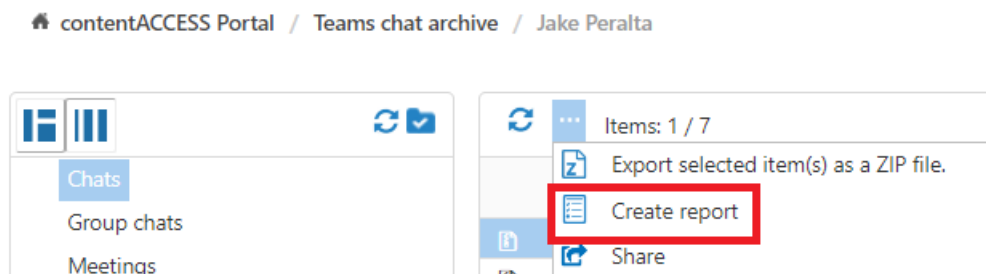 contentACCESS Portal / Teams chat archive / Jake Peralta
Items: 1 / 7
Chats
Export selected item(s) as a ZIP file.
Group chats
Create report
Meetings
Share